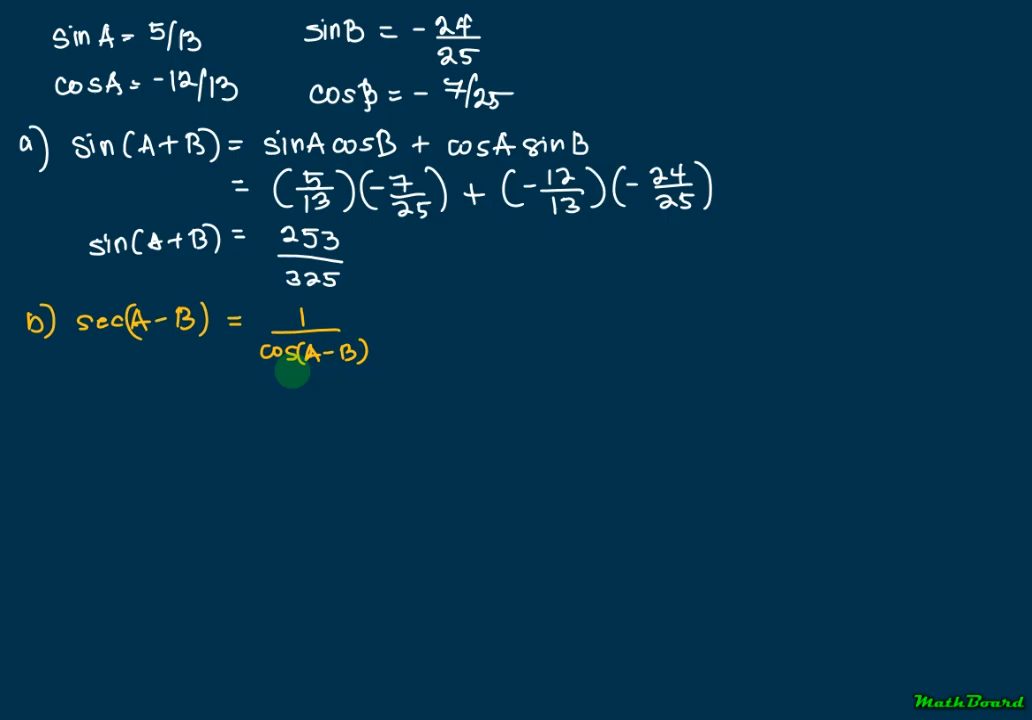 sin A = 5/13 sin B = - 24/25
cos A = -12/13 cos B = - 7/25
a) sin(A+B) = sinA cosB + cosA sinB
= (5/13)(-7/25) + (-12/13)(-24/25)
sin(A+B) = 253/325
b) sec(A-B) = 1/cos(A-B)
MathBoard